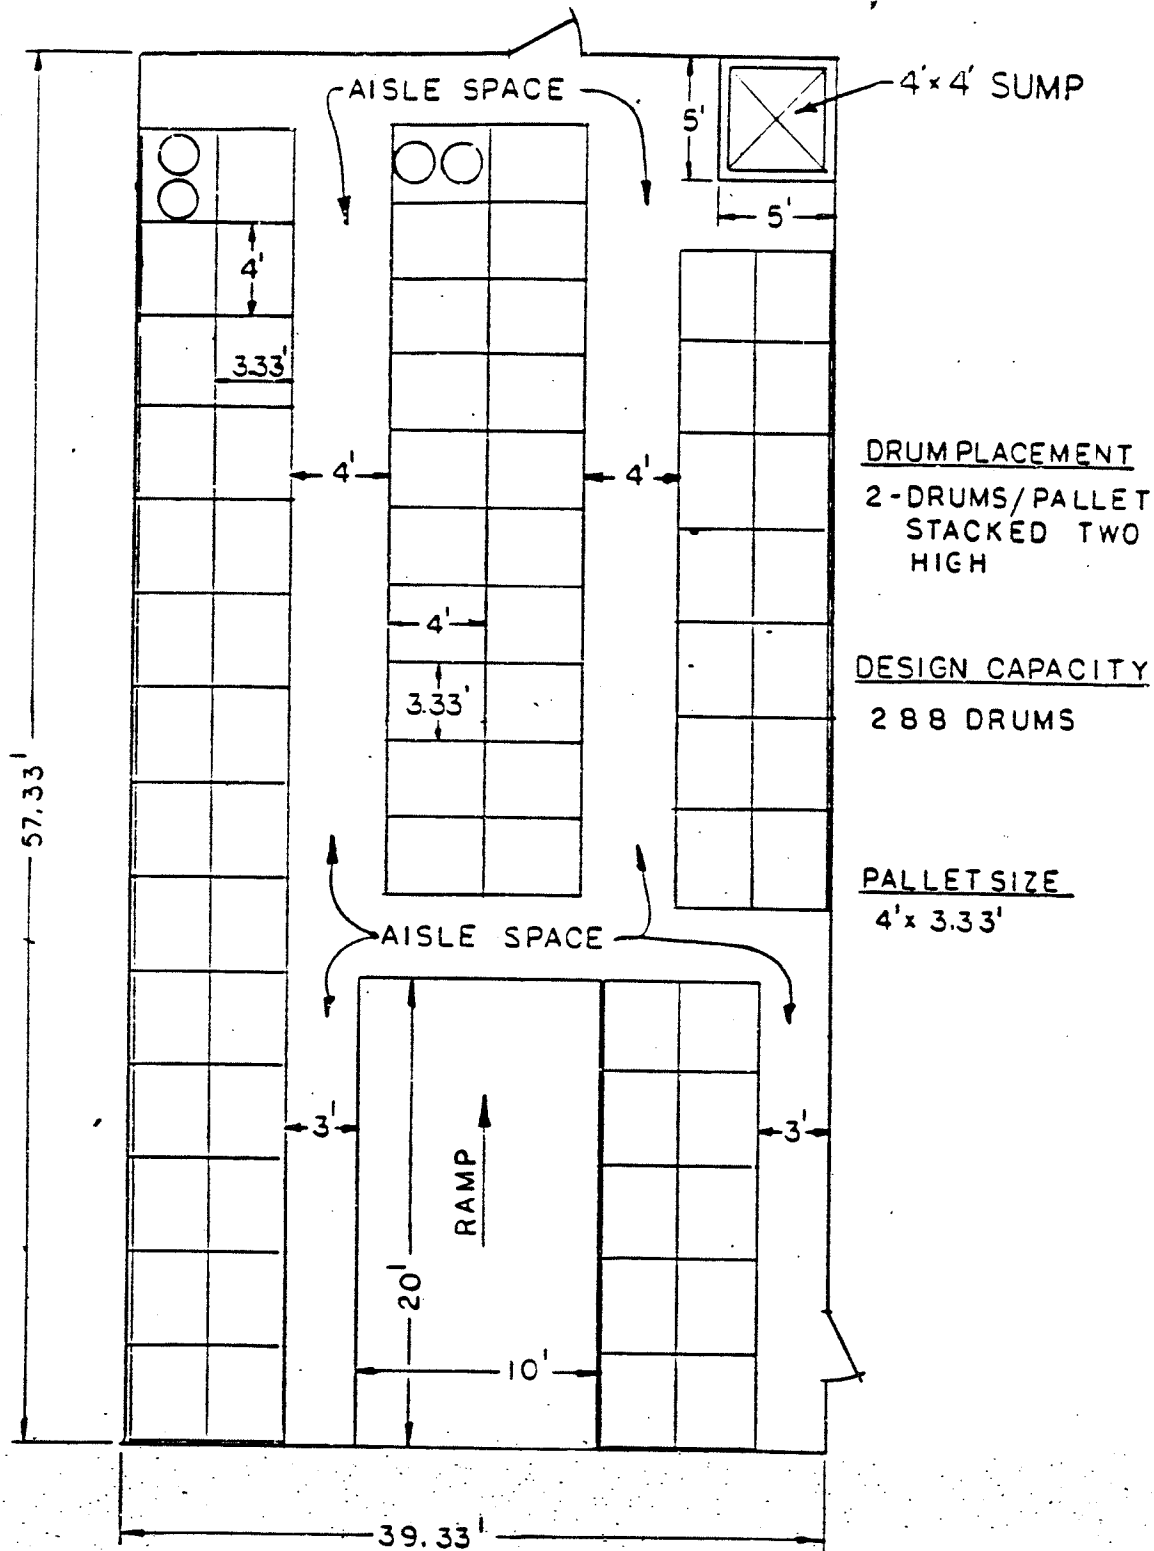 AISLE SPACE
4'x 4' SUMP
5'
5'
4'
3.33'
4'
4'
DRUM PLACEMENT
2-DRUMS/PALLET
STACKED TWO
HIGH
4'
3.33'
DESIGN CAPACITY
288 DRUMS
57.33'
PALLET SIZE
4'x 3.33'
AISLE SPACE
3'
3'
RAMP
20'
10'
39.33'